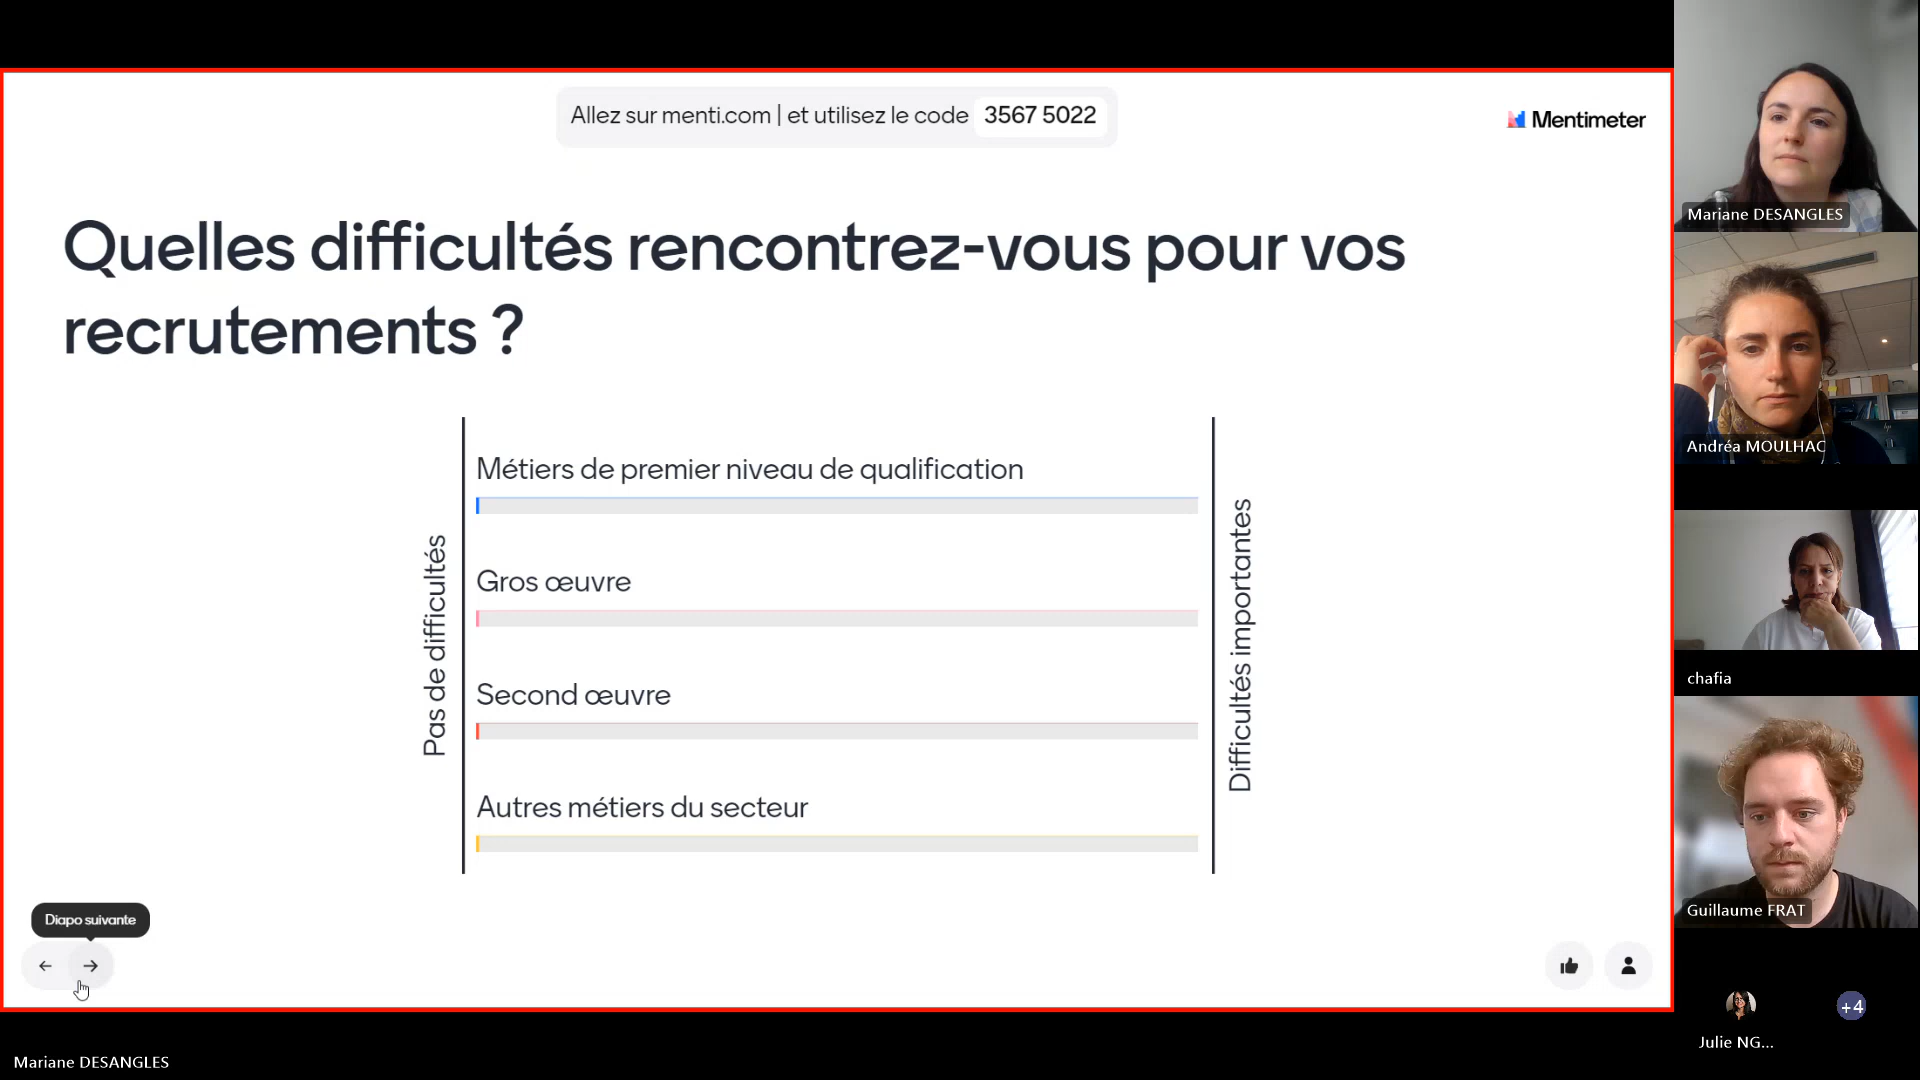 Allez sur menti.com | et utilisez le code 3567 5022
Mentimeter
Quelles difficultés rencontrez-vous pour vos
recrutements ?
Pas de difficultés
Métiers de premier niveau de qualification
Gros œuvre
Second œuvre
Autres métiers du secteur
Difficultés importantes
Diapo suivante
Mariane DESANGLES
Andréa MOULHAC
chafia
Guillaume FRAT
Julie NG...
+4
Mariane DESANGLES